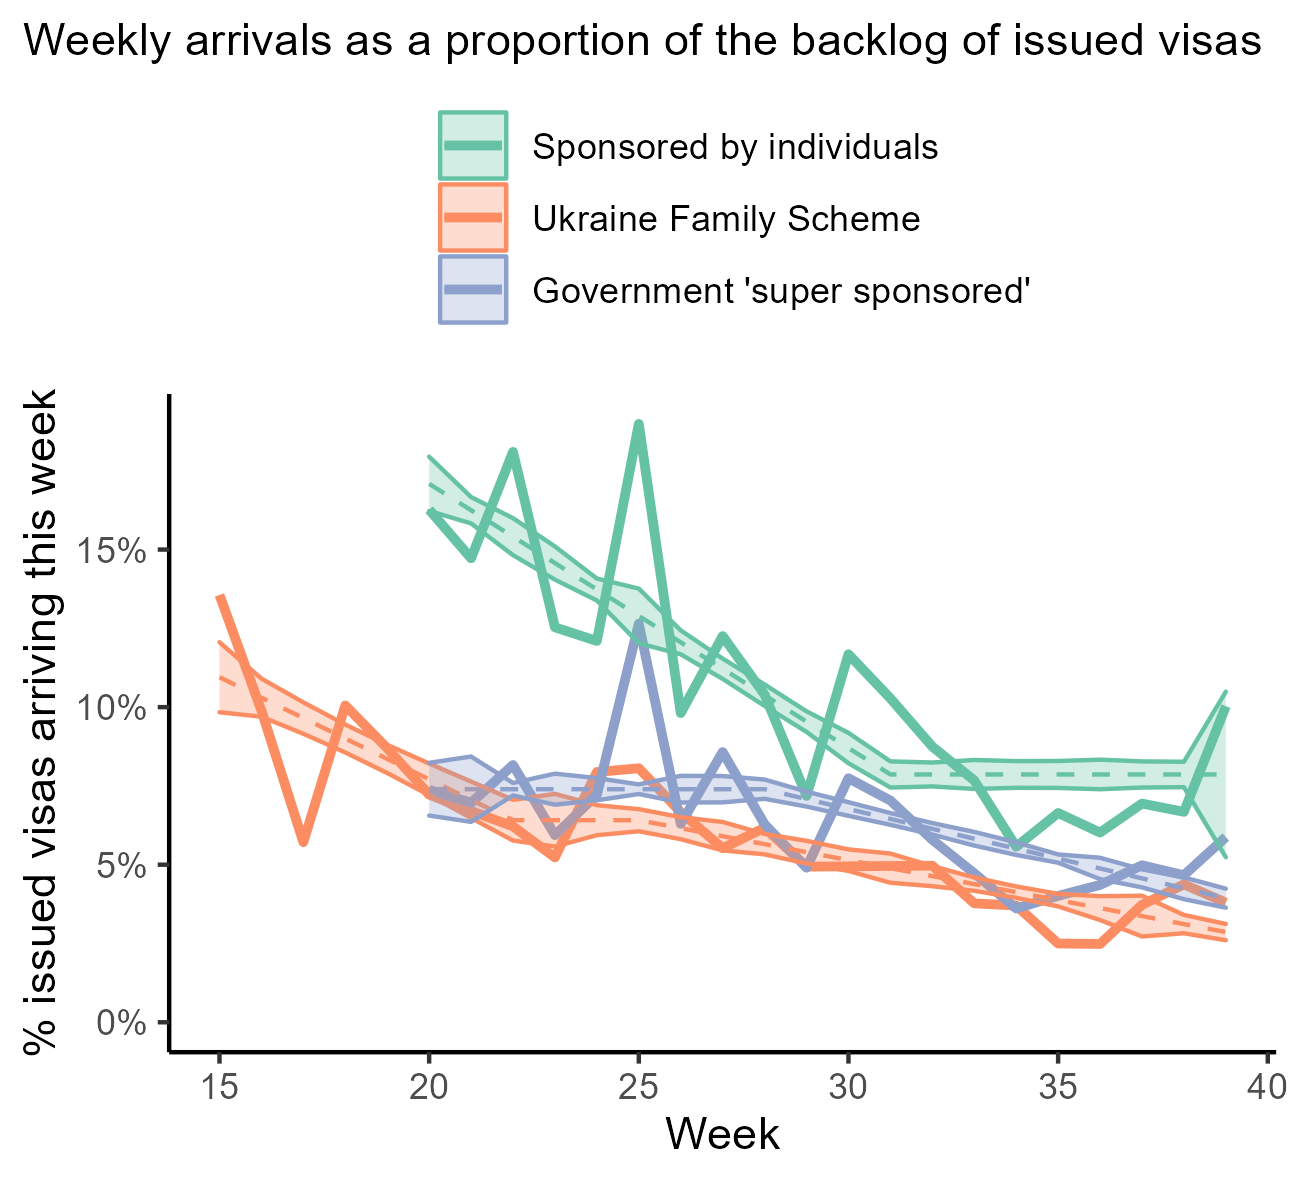 Weekly arrivals as a proportion of the backlog of issued visas
Sponsored by individuals
Ukraine Family Scheme
Government 'super sponsored'
% issued visas arriving this week
15%
10%
5%
0%
15 20 25 30 35 40
Week